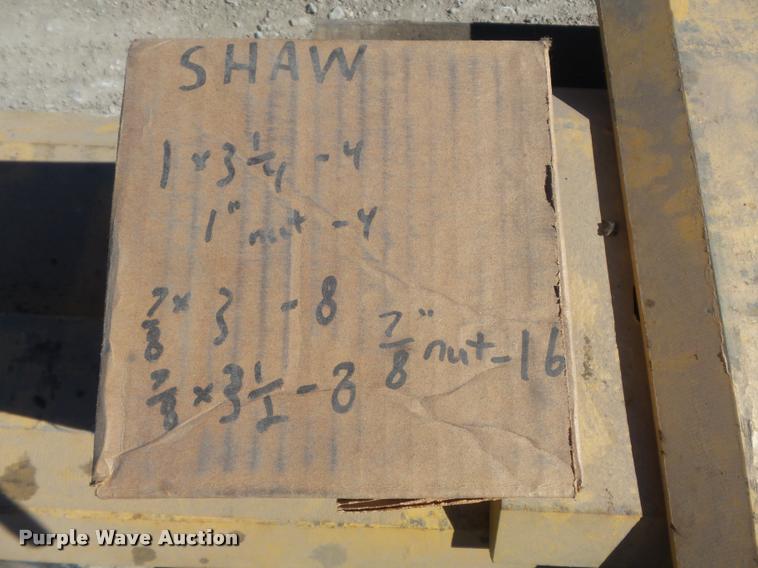 SHAW
1 x 3 1/4 - 4
1" nut - 4
7/8 x 3 - 8
7/8" nut - 16
7/8 x 3 1/2 - 8
Purple Wave Auction